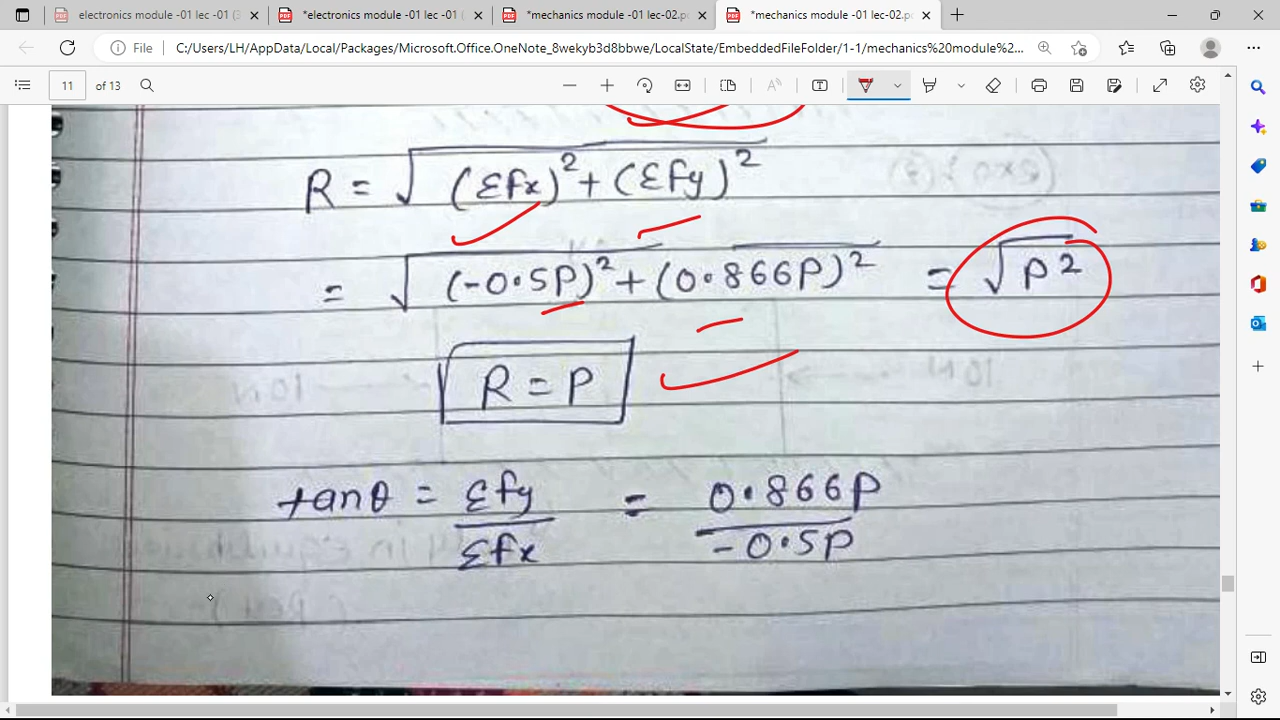 electronics module -01 lec -01 (
*electronics module -01 lec -01 (
*mechanics module -01 lec-02.pd
*mechanics module -01 lec-02.pd
File
C:/Users/LH/AppData/Local/Packages/Microsoft.Office.OneNote_8wekyb3d8bbwe/LocalState/EmbeddedFileFolder/1-1/mechanics%20module%2...
11 of 13
R = √(Σfx)²+(Σfy)²
= √(-0.5P)²+(0.866P)² = √P²
R = P
tanθ = Σfy/Σfx = 0.866P/-0.5P